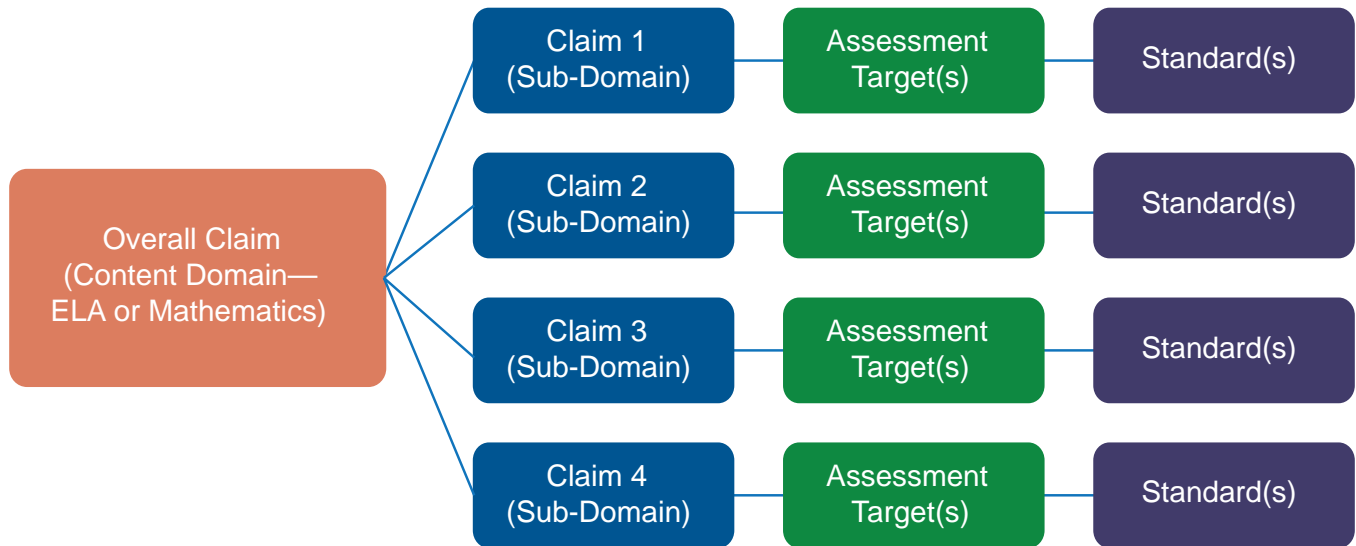 Claim 1
(Sub-Domain)
Assessment
Target(s)
Standard(s)
Overall Claim
(Content Domain—
ELA or Mathematics)
Claim 2
(Sub-Domain)
Assessment
Target(s)
Standard(s)
Claim 3
(Sub-Domain)
Assessment
Target(s)
Standard(s)
Claim 4
(Sub-Domain)
Assessment
Target(s)
Standard(s)